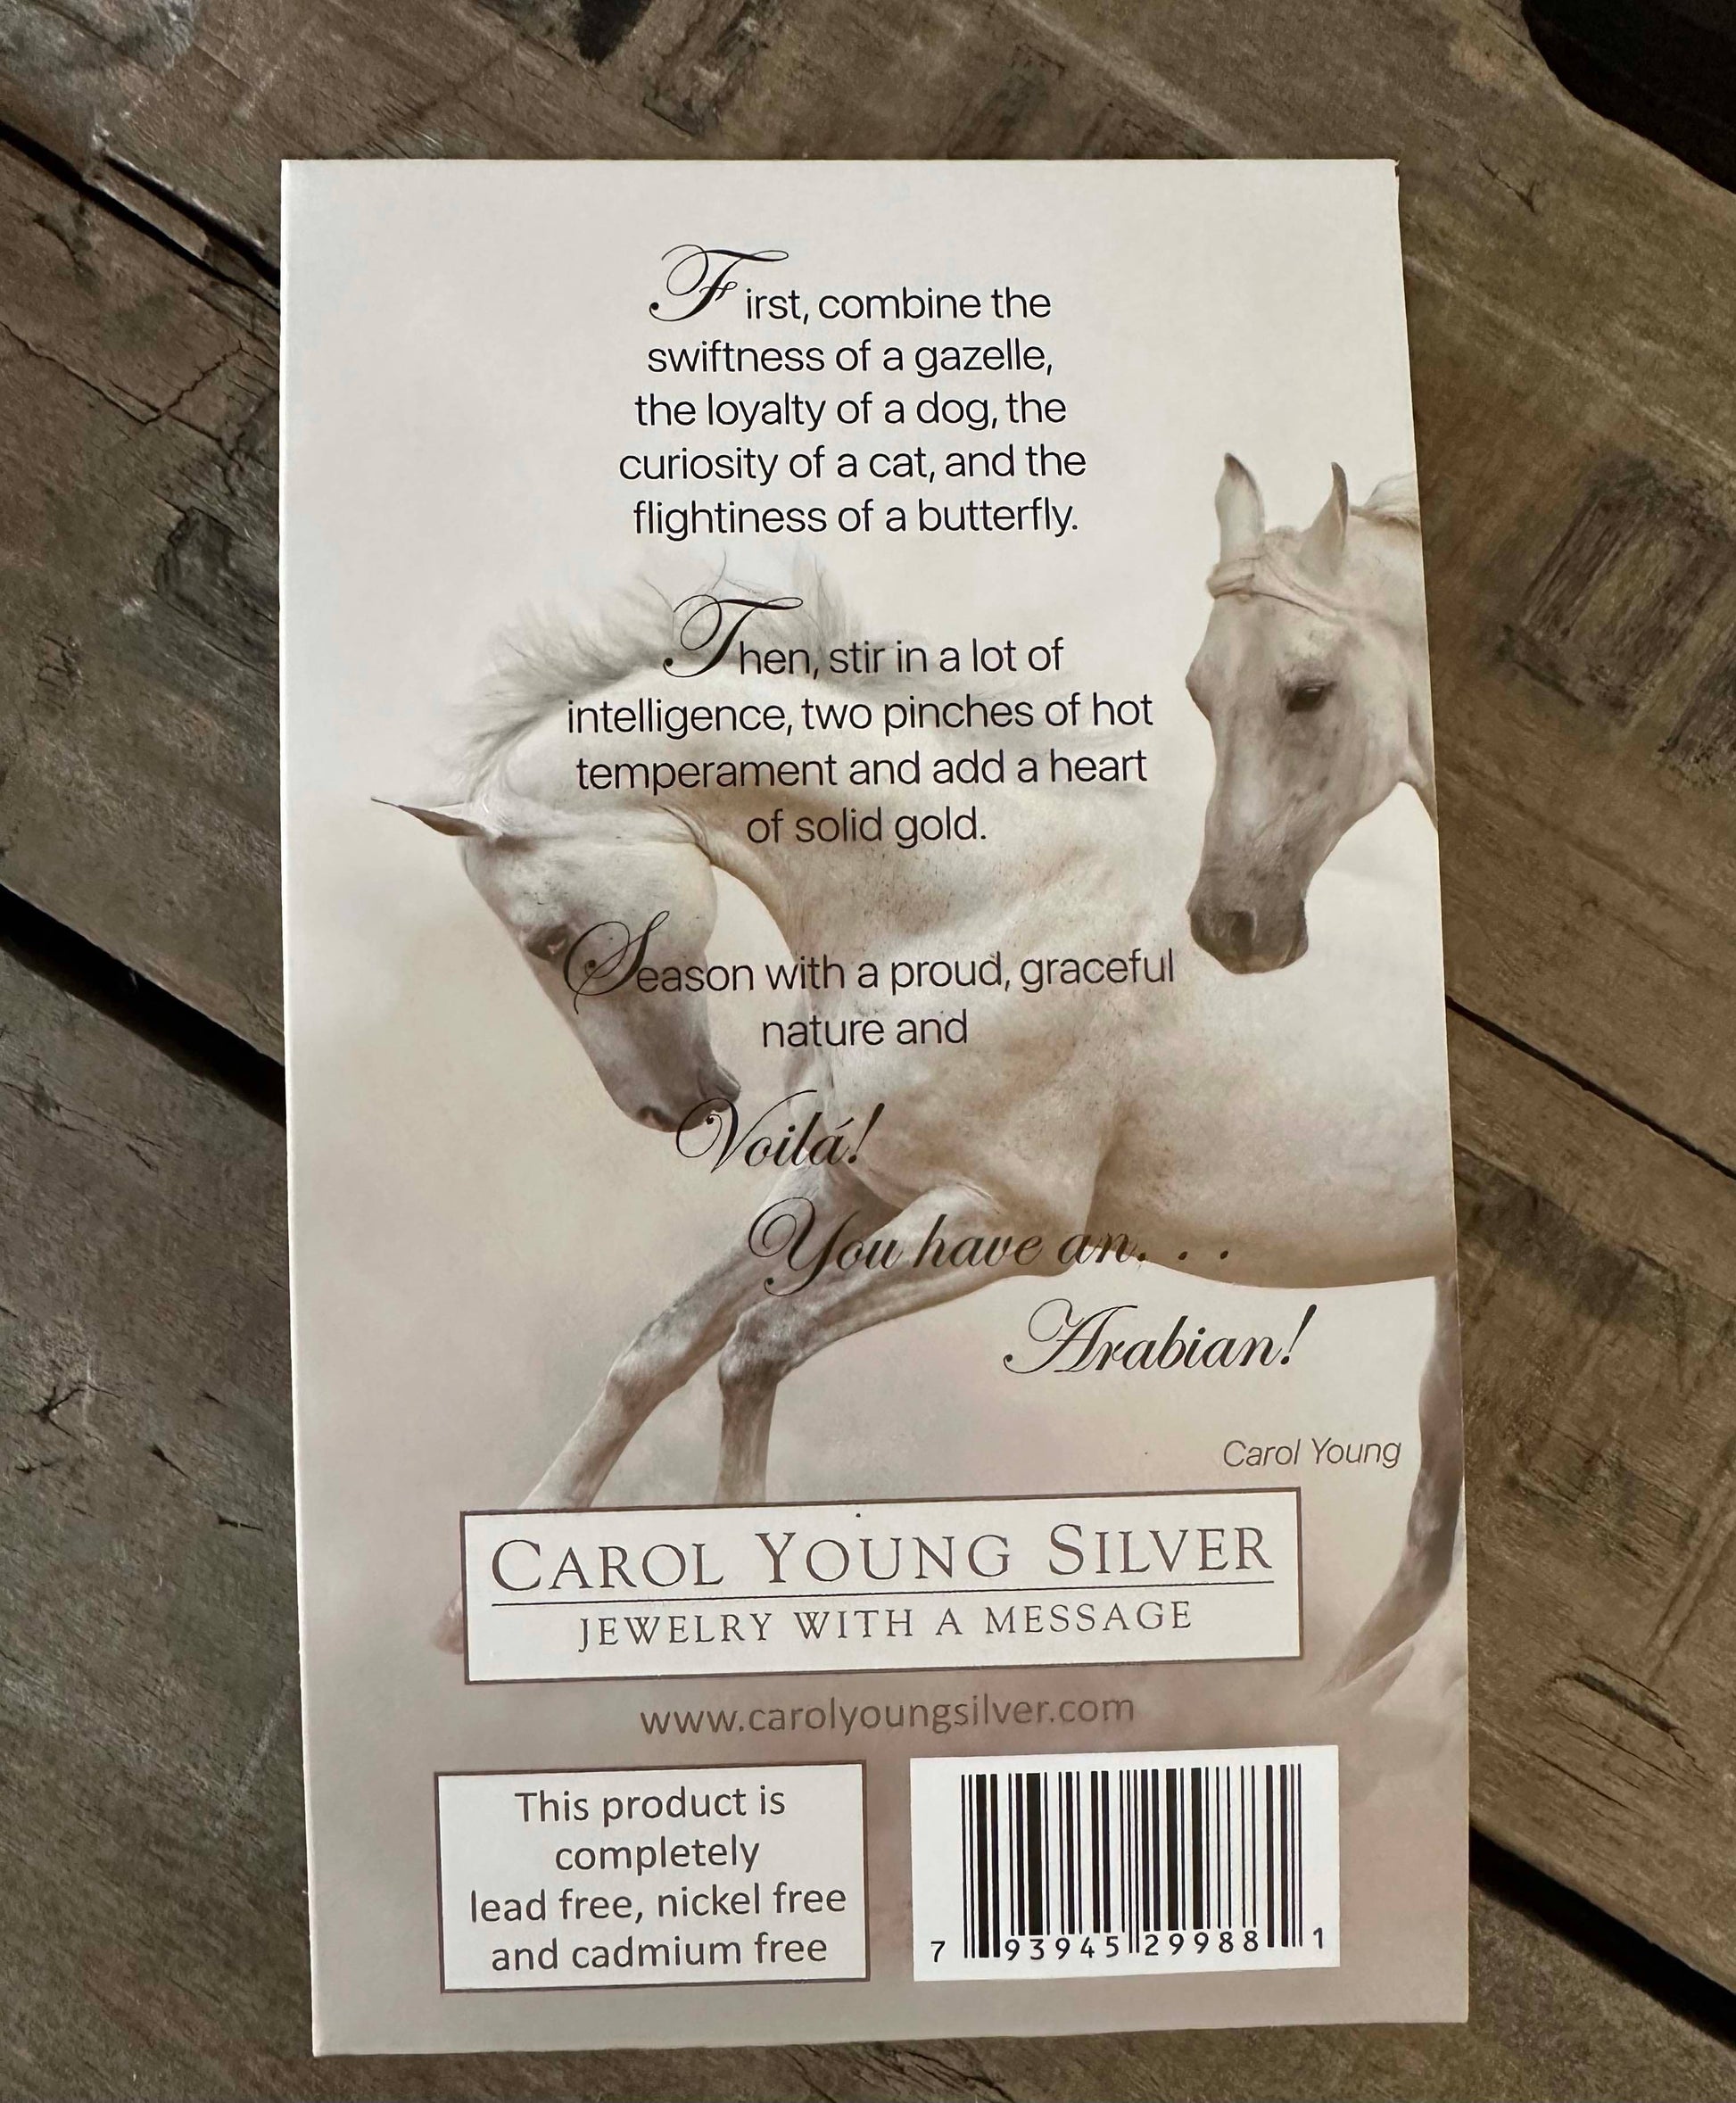 First, combine the
swiftness of a gazelle,
the loyalty of a dog, the
curiosity of a cat, and the
flightiness of a butterfly.
Then, stir in a lot of
intelligence, two pinches of hot
temperament and add a heart
of solid gold.
Season with a proud, graceful
nature and
Voilá!
You have an. . .
Arabian!
Carol Young
CAROL YOUNG SILVER
JEWELRY WITH A MESSAGE
www.carolyoungsilver.com
This product is
completely
lead free, nickel free
and cadmium free
7 93945 29988 1